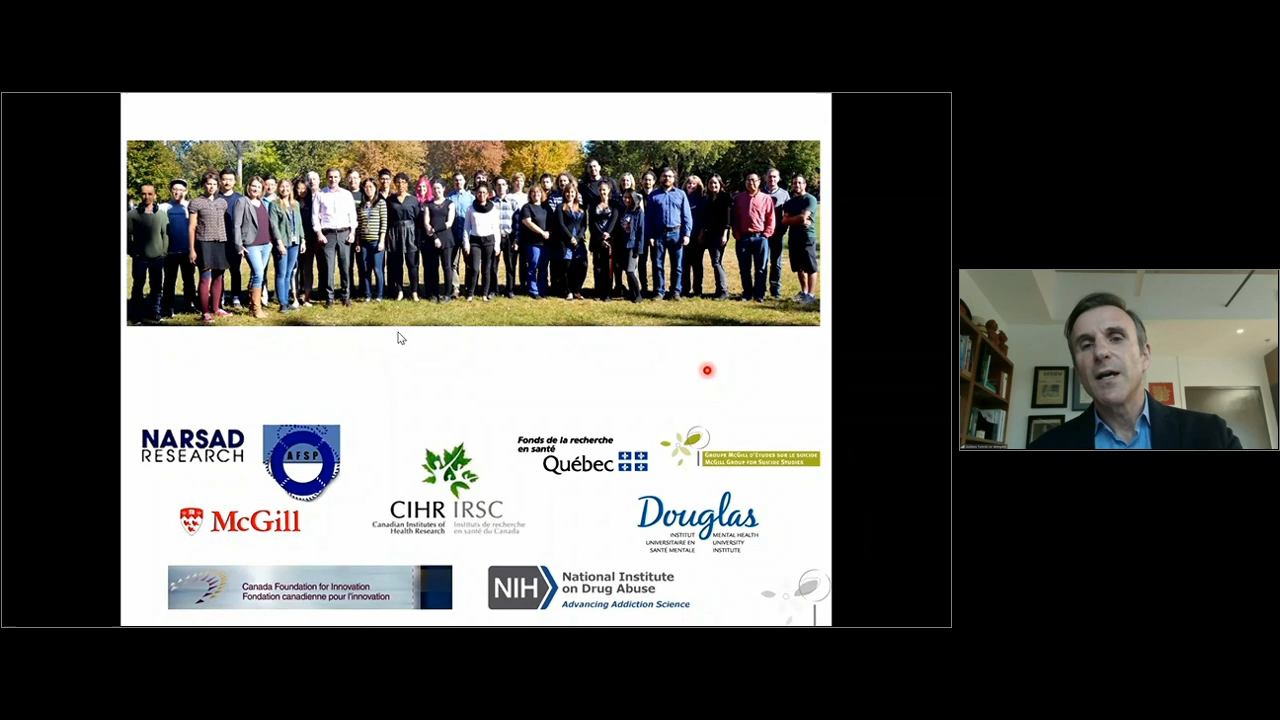 NARSAD
RESEARCH
AFSP
Fonds de la recherche
en santé
Québec
GROUPE MCGILL D'ÉTUDES SUR LE SUICIDE
MCGILL GROUP FOR SUICIDE STUDIES
McGill
CIHR IRSC
Canadian Institutes of
Health Research
Instituts de recherche
en santé du Canada
Douglas
INSTITUT
UNIVERSITAIRE EN
SANTÉ MENTALE
MENTAL HEALTH
UNIVERSITY
INSTITUTE
Canada Foundation for Innovation
Fondation canadienne pour l'innovation
NIH
National Institute
on Drug Abuse
Advancing Addiction Science